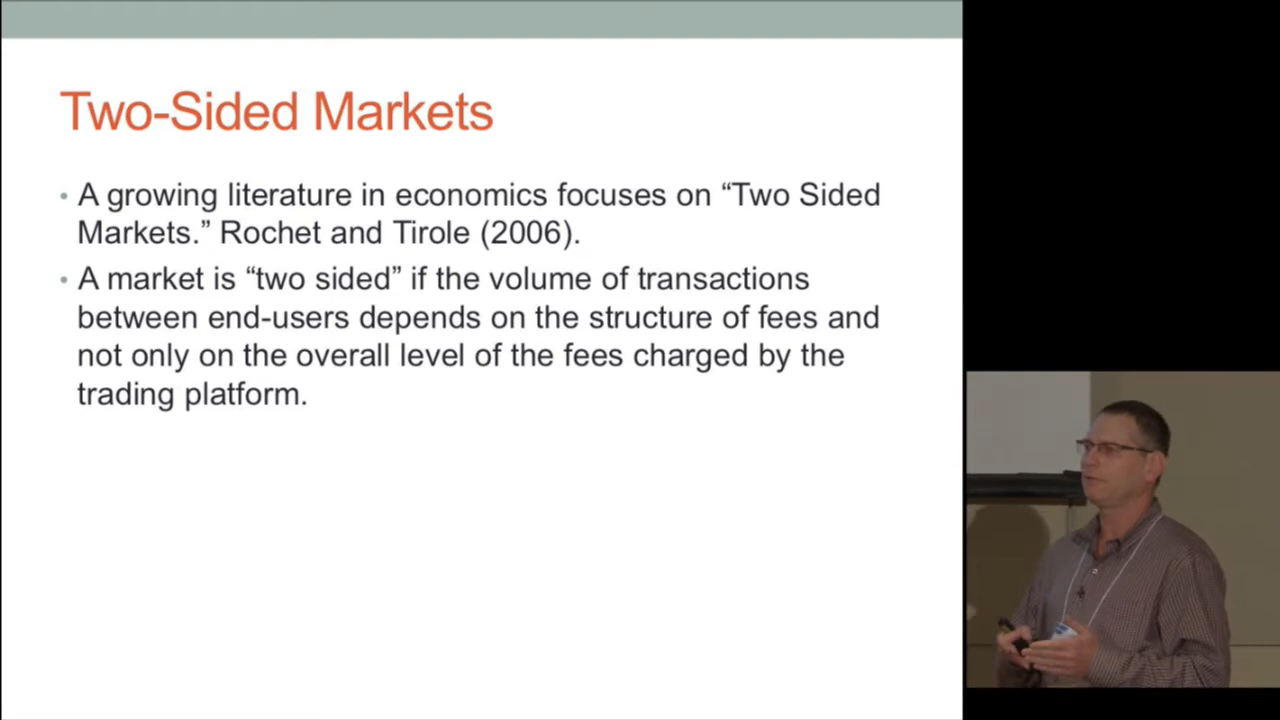 Two-Sided Markets
• A growing literature in economics focuses on “Two Sided
Markets.” Rochet and Tirole (2006).
• A market is “two sided” if the volume of transactions
between end-users depends on the structure of fees and
not only on the overall level of the fees charged by the
trading platform.